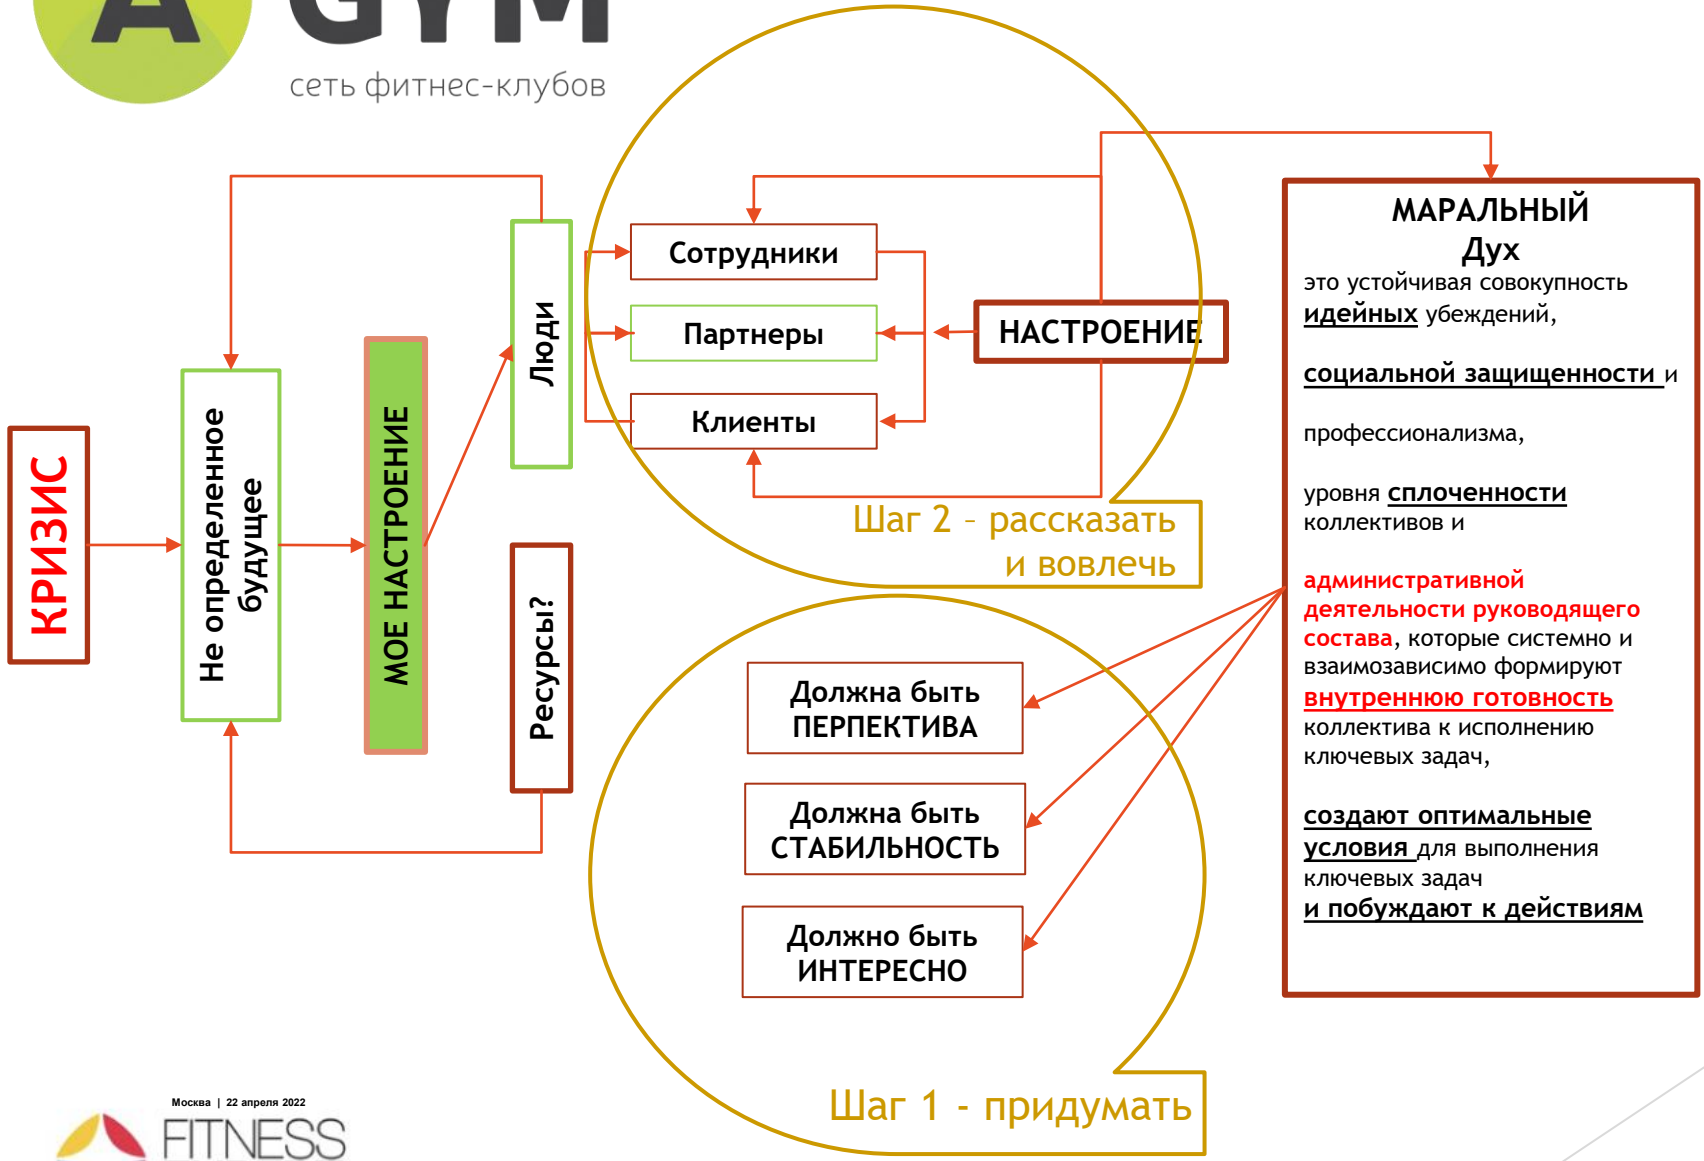 A GYM
сеть фитнес-клубов
КРИЗИС
Не определенное
будущее
МОЕ НАСТРОЕНИЕ
Люди
Ресурсы?
Сотрудники
Партнеры
Клиенты
НАСТРОЕНИЕ
Шаг 2 - рассказать
и вовлечь
Должна быть
ПЕРПЕКТИВА
Должна быть
СТАБИЛЬНОСТЬ
Должно быть
ИНТЕРЕСНО
Шаг 1 - придумать
МАРАЛЬНЫЙ
Дух
это устойчивая совокупность
идейных убеждений,
социальной защищенности и
профессионализма,
уровня сплоченности
коллективов и
административной
деятельности руководящего
состава, которые системно и
взаимозависимо формируют
внутреннюю готовность
коллектива к исполнению
ключевых задач,
создают оптимальные
условия для выполнения
ключевых задач
и побуждают к действиям
Москва | 22 апреля 2022
FITNESS